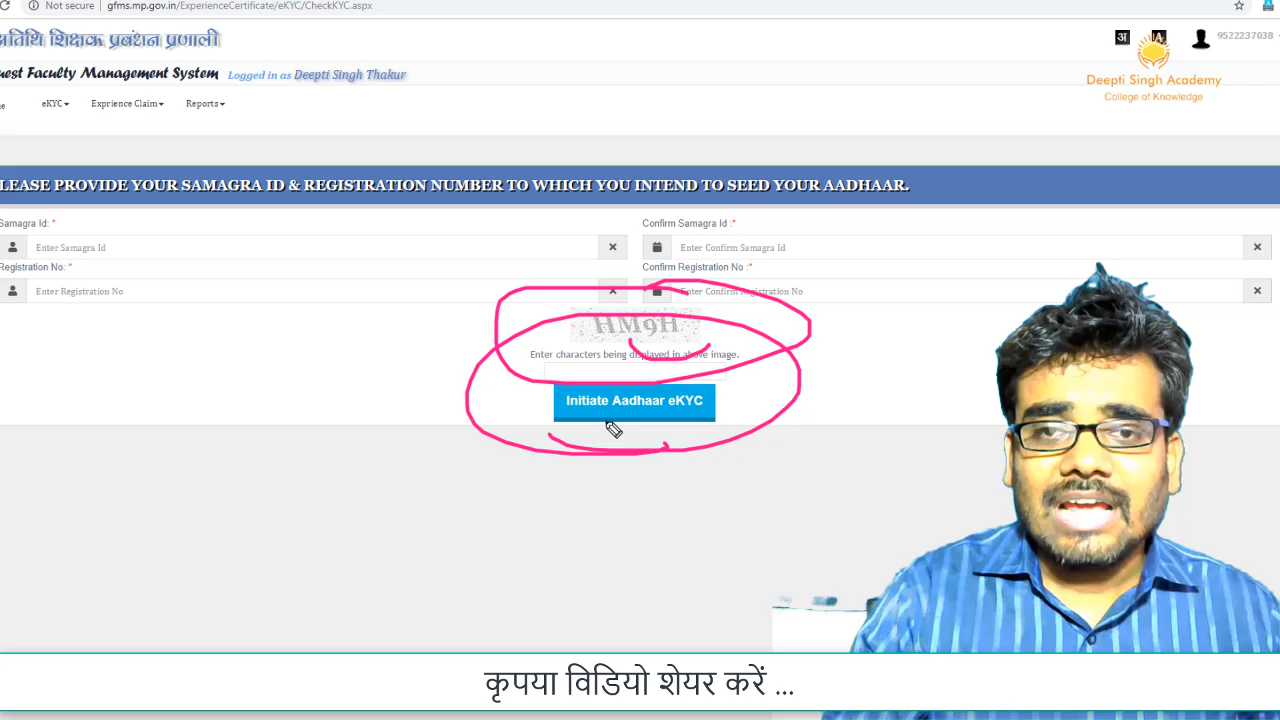 Not secure
gfms.mp.gov.in/ExperienceCertificate/eKYC/CheckKYC.aspx
अतिथि शिक्षक प्रबंधन प्रणाली
अ
A
9522237038
uest Faculty Management System
Logged in as Deepti Singh Thakur
Deepti Singh Academy
College of Knowledge
eKYC
Exprience Claim
Reports
LEASE PROVIDE YOUR SAMAGRA ID & REGISTRATION NUMBER TO WHICH YOU INTEND TO SEED YOUR AADHAAR.
Samagra Id: *
Confirm Samagra Id :*
Enter Samagra Id
Enter Confirm Samagra Id
Registration No: *
Confirm Registration No :*
Enter Registration No
Enter Confirm Registration No
HM9H
Enter characters being displayed in above image.
Initiate Aadhaar eKYC
कृपया विडियो शेयर करें ...